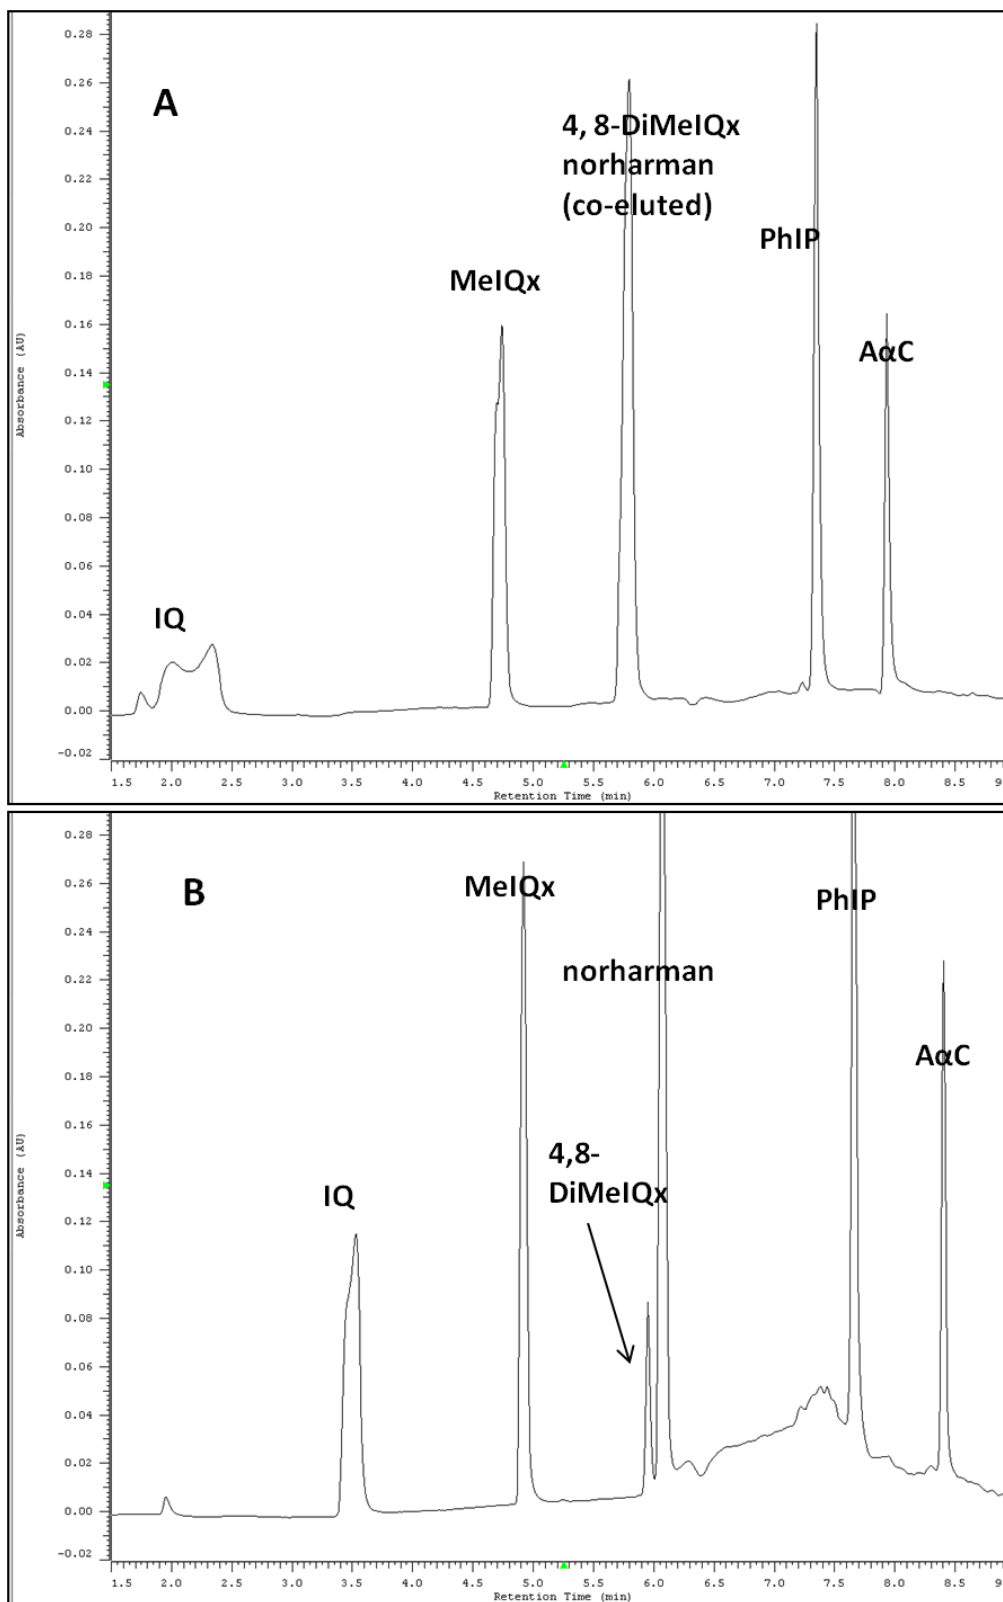 A
0.28
0.26
0.24
0.22
0.20
0.18
0.16
0.14
0.12
0.10
0.08
0.06
0.04
0.02
0.00
-0.02
Absorbance (AU)
IQ
MeIQx
4, 8-DiMeIQx
norharman
(co-eluted)
PhIP
AαC
1.5 2.0 2.5 3.0 3.5 4.0 4.5 5.0 5.5 6.0 6.5 7.0 7.5 8.0 8.5 9
Retention Time (min)
B
0.28
0.26
0.24
0.22
0.20
0.18
0.16
0.14
0.12
0.10
0.08
0.06
0.04
0.02
0.00
-0.02
Absorbance (AU)
IQ
MeIQx
norharman
4,8-
DiMeIQx
PhIP
AαC
1.5 2.0 2.5 3.0 3.5 4.0 4.5 5.0 5.5 6.0 6.5 7.0 7.5 8.0 8.5 9
Retention Time (min)